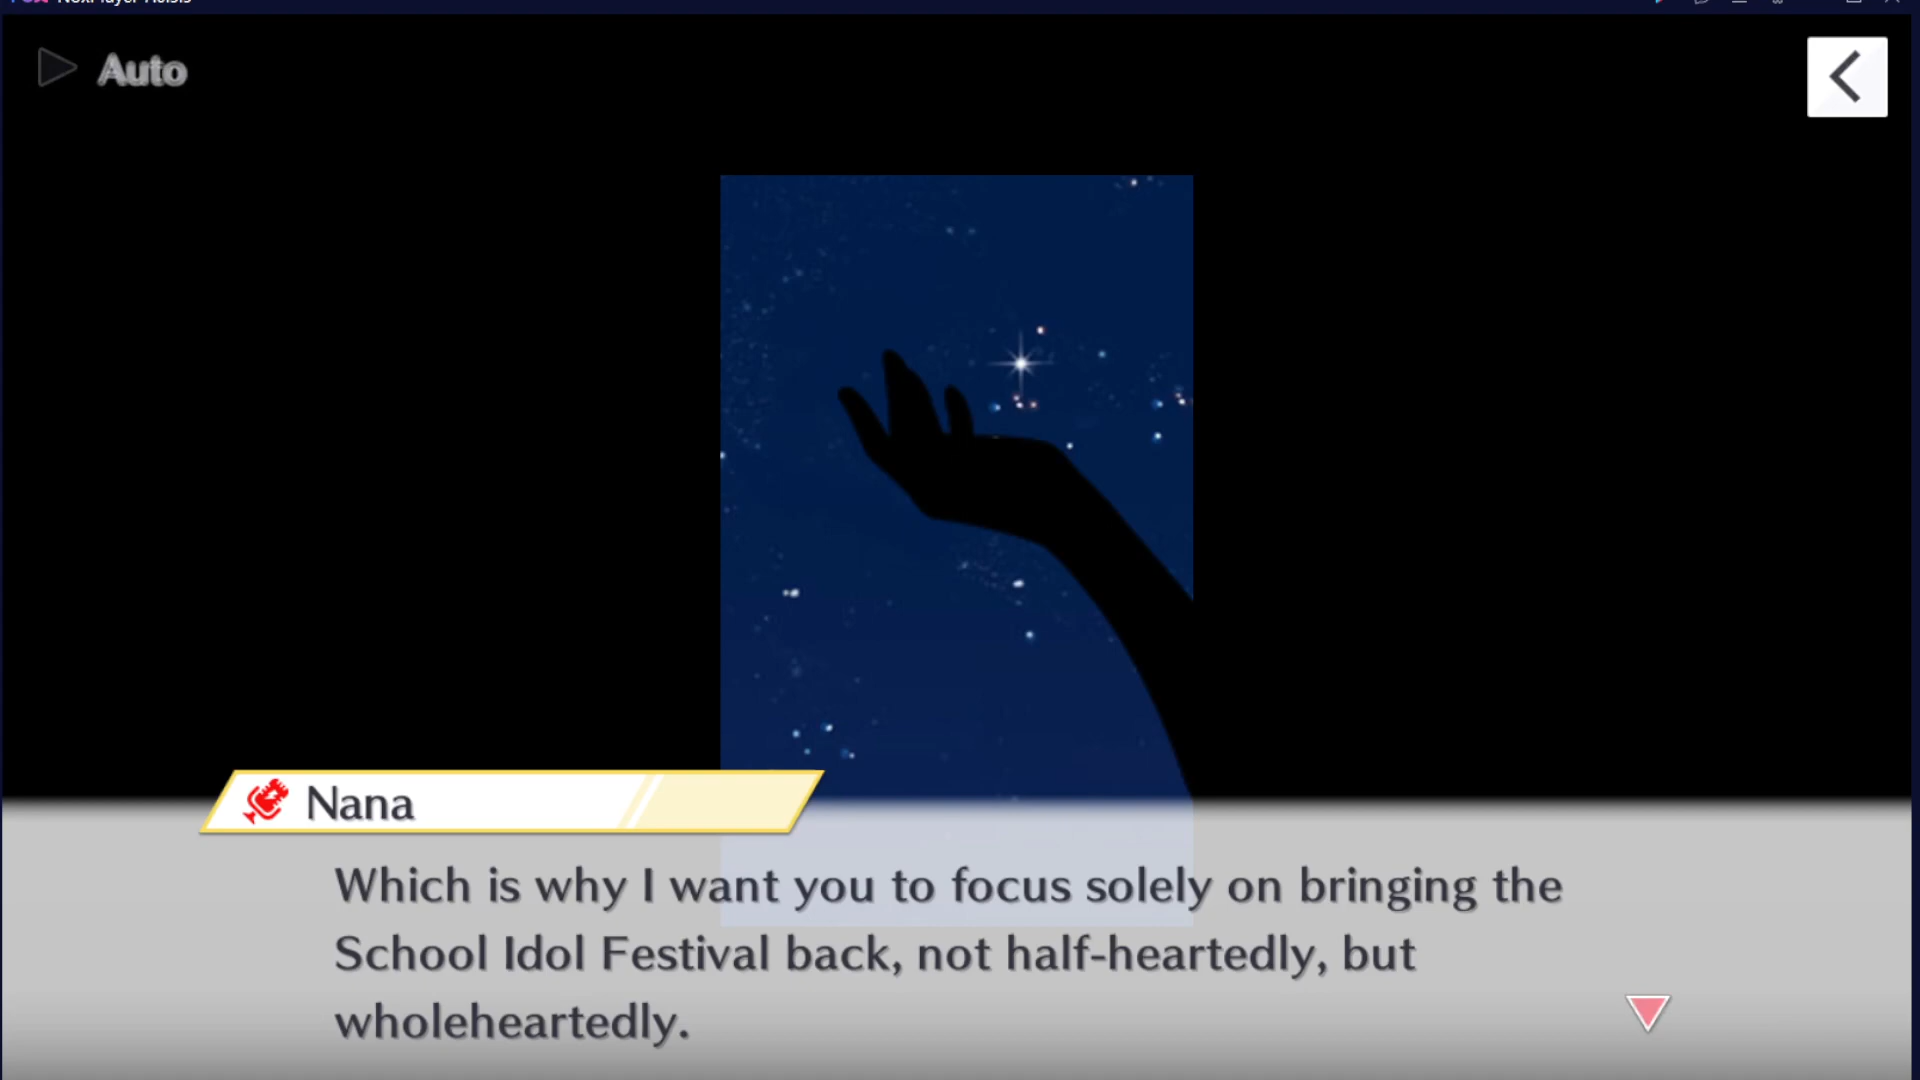 Auto
Nana
Which is why I want you to focus solely on bringing the
School Idol Festival back, not half-heartedly, but
wholeheartedly.